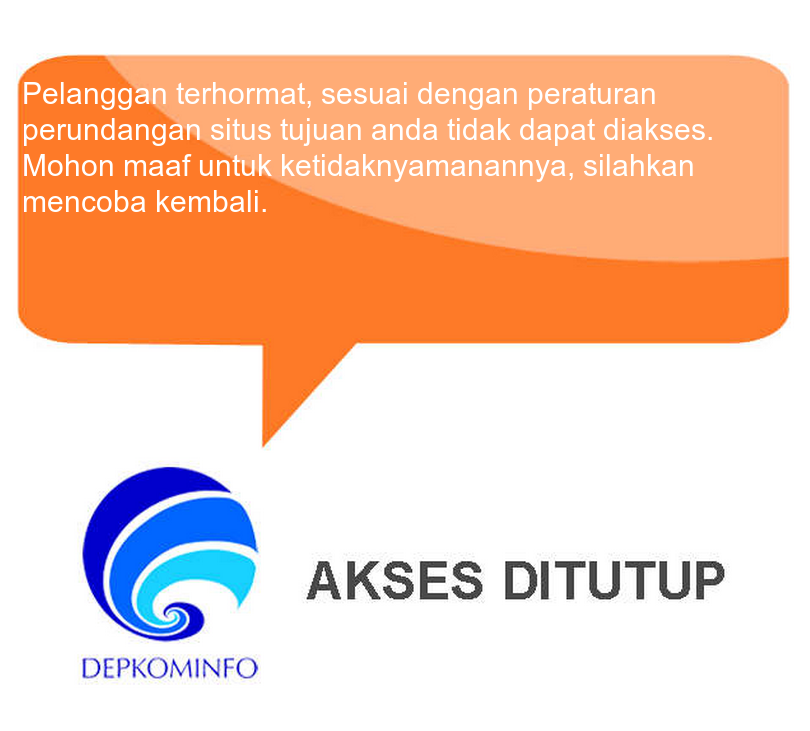 Pelanggan terhormat, sesuai dengan peraturan
perundangan situs tujuan anda tidak dapat diakses.
Mohon maaf untuk ketidaknyamanannya, silahkan
mencoba kembali.
AKSES DITUTUP
DEPKOMINFO